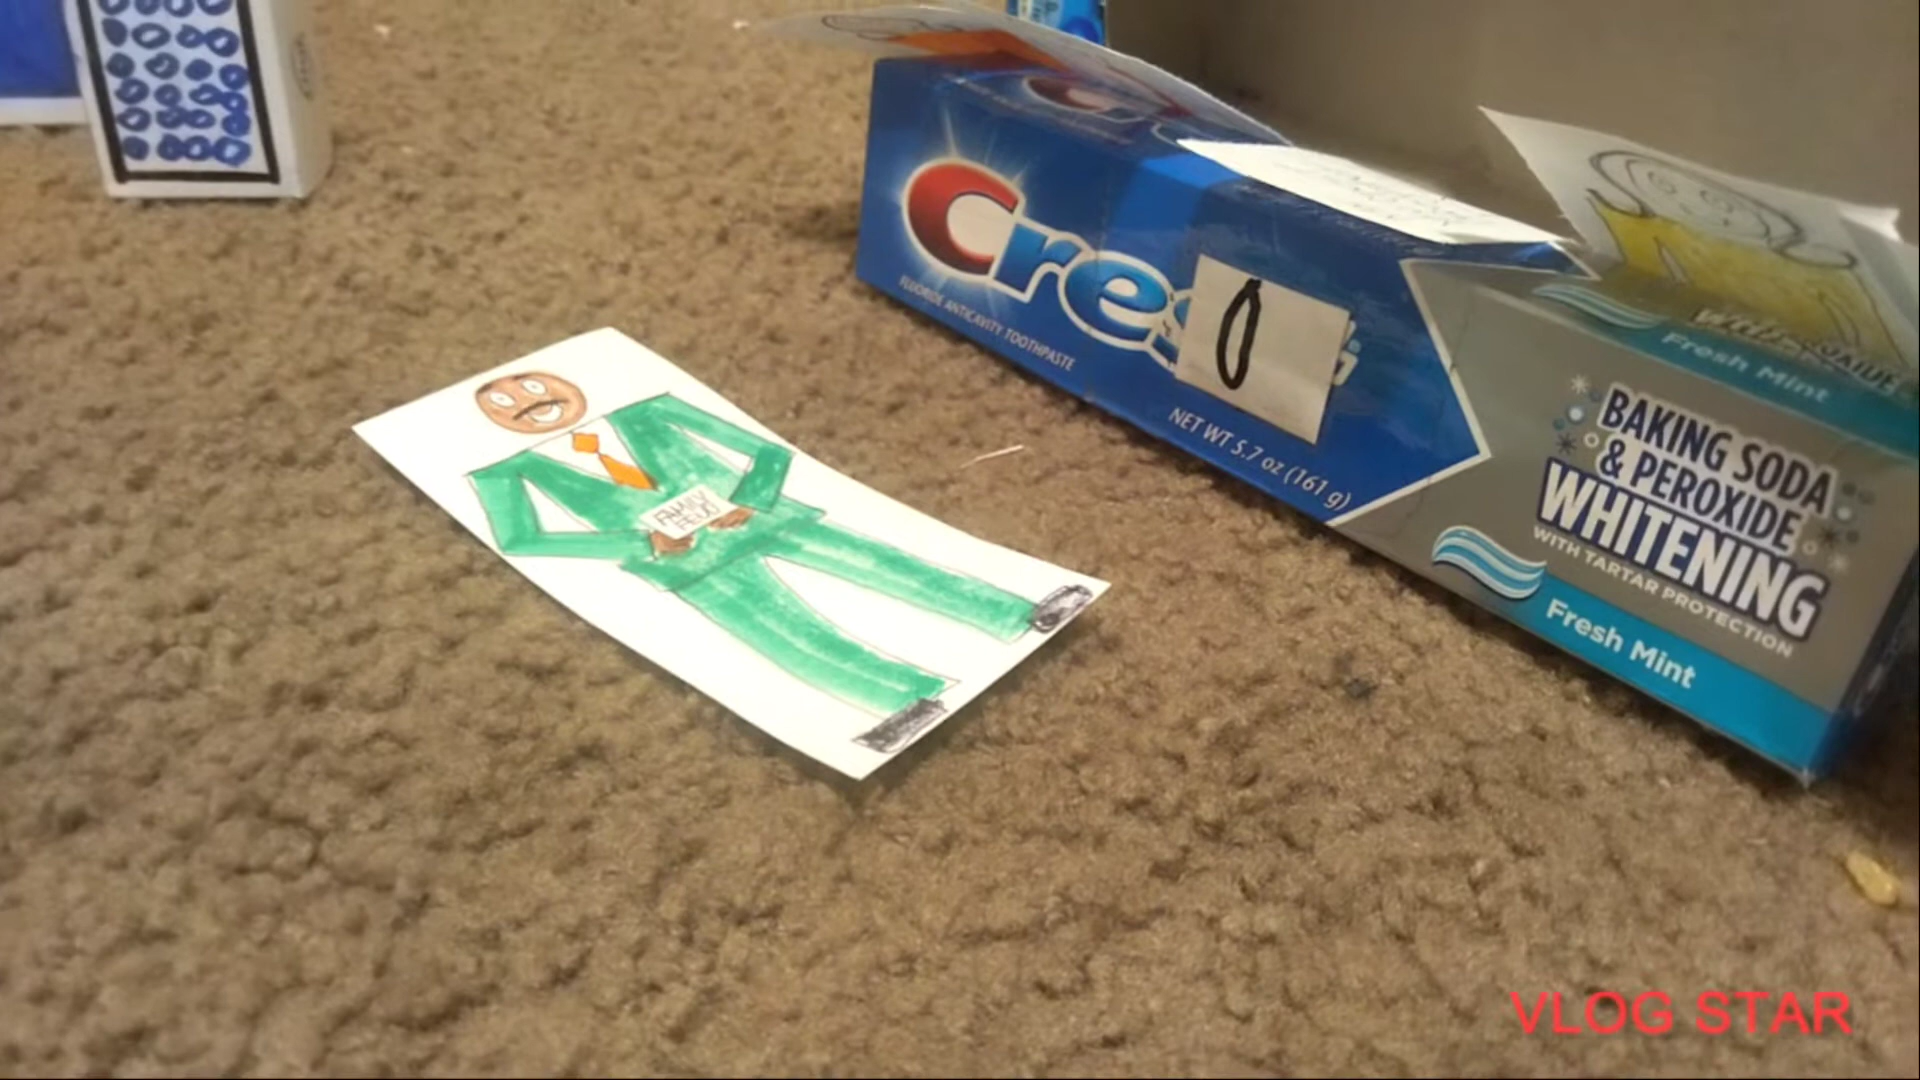 Crest
0
FLUORIDE ANTICAVITY TOOTHPASTE
NET WT 5.7 oz (161 g)
Fresh Mint
BAKING SODA
& PEROXIDE
WHITENING
WITH TARTAR PROTECTION
Fresh Mint
FAMILY
FEUD
VLOG STAR